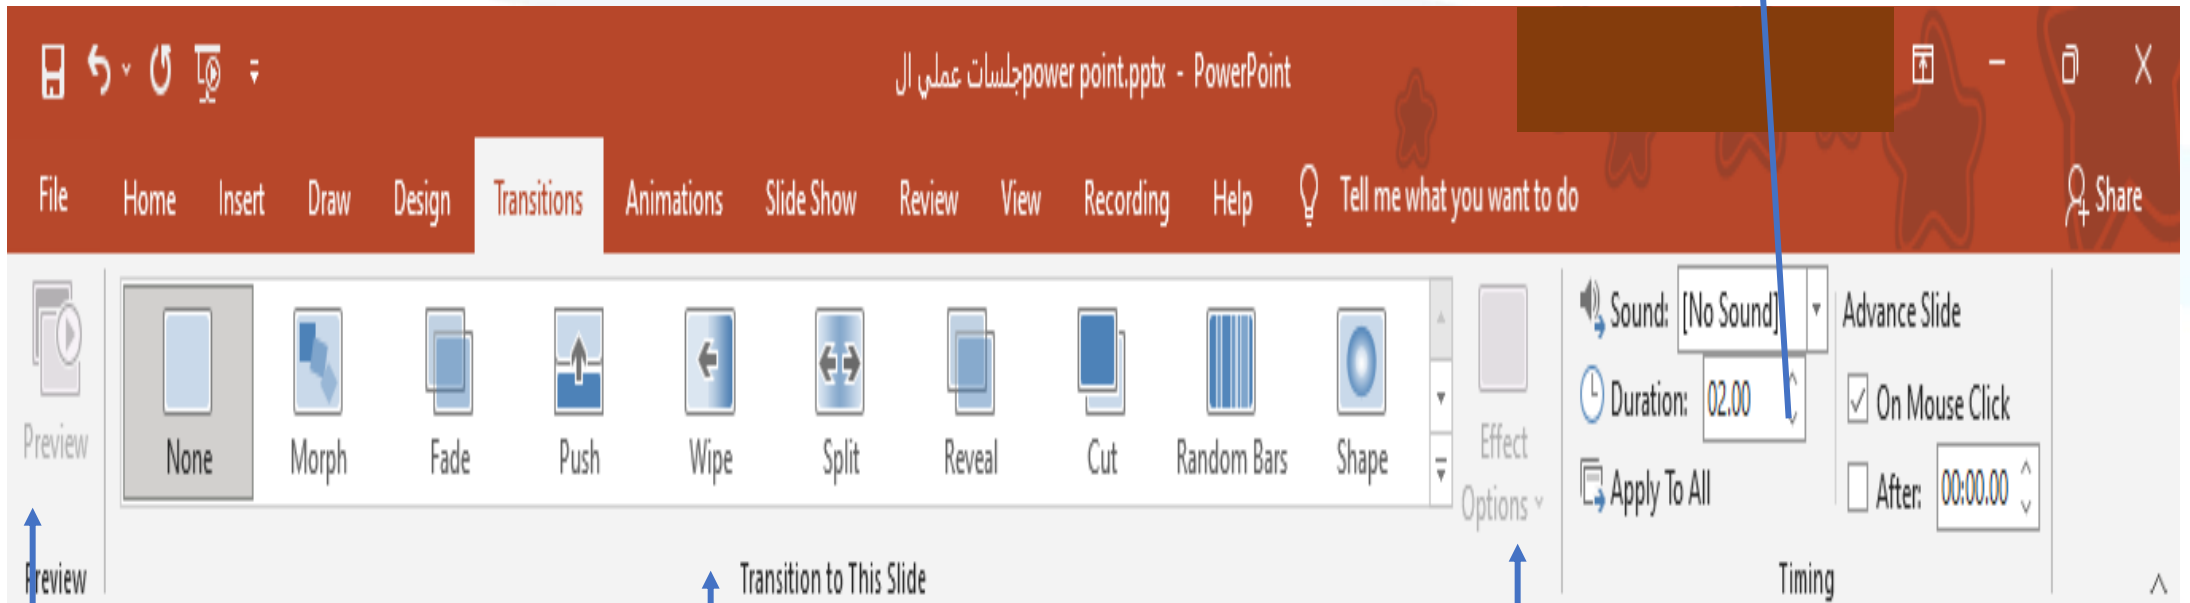 جلسات عملي الpower point.pptx - PowerPoint
File Home Insert Draw Design Transitions Animations Slide Show Review View Recording Help Tell me what you want to do Share
Preview
None Morph Fade Push Wipe Split Reveal Cut Random Bars Shape
Effect
Options
Sound: [No Sound]
Duration: 02.00
Apply To All
Advance Slide
On Mouse Click
After: 00:00.00
Preview Transition to This Slide Timing